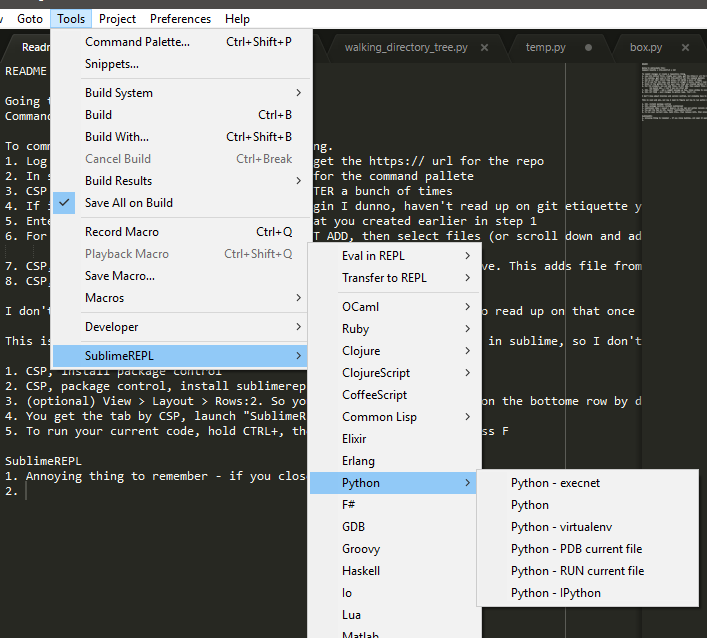 Goto Tools Project Preferences Help
Readm walking_directory_tree.py temp.py box.py
Command Palette... Ctrl+Shift+P
Snippets...
Build System
Build Ctrl+B
Build With... Ctrl+Shift+B
Cancel Build Ctrl+Break
Build Results
Save All on Build
Record Macro Ctrl+Q
Playback Macro Ctrl+Shift+Q
Save Macro...
Macros
Developer
SublimeREPL
Eval in REPL
Transfer to REPL
OCaml
Ruby
Clojure
ClojureScript
CoffeeScript
Common Lisp
Elixir
Erlang
Python
F#
GDB
Groovy
Haskell
Io
Lua
Matlab
Python - execnet
Python
Python - virtualenv
Python - PDB current file
Python - RUN current file
Python - IPython
README
Going t
Comman
To comm ng.
1. Log get the https:// url for the repo
2. In s for the command pallete
3. CSP TER a bunch of times
4. If i gin I dunno, haven't read up on git etiquette y
5. Ente at you created earlier in step 1
6. For T ADD, then select files (or scroll down and ad
7. CSP, ve. This adds file from
8. CSP,
I don't o read up on that once
This is in sublime, so I don't
1. CSP, install package control
2. CSP, package control, install sublimerep
3. (optional) View > Layout > Rows:2. So yo on the bottome row by d
4. You get the tab by CSP, launch "SublimeR
5. To run your current code, hold CTRL+, th ss F
SublimeREPL
1. Annoying thing to remember - if you clos
2.